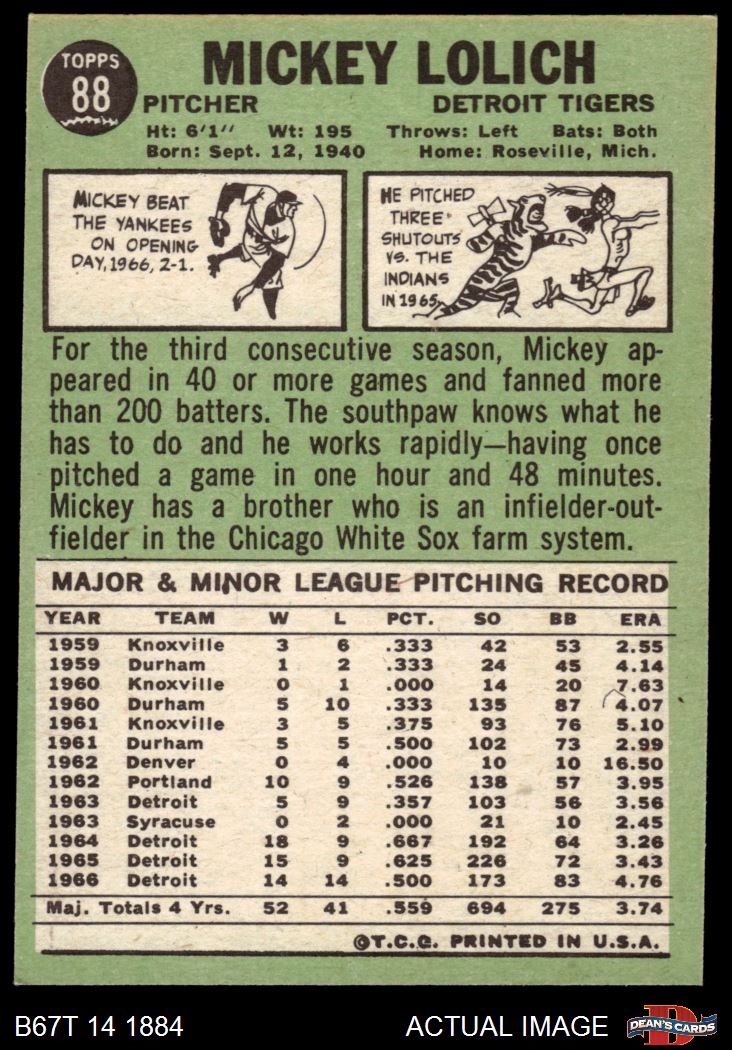 TOPPS
88
MICKEY LOLICH
PITCHER DETROIT TIGERS
Ht: 6'1'' Wt: 195 Throws: Left Bats: Both
Born: Sept. 12, 1940 Home: Roseville, Mich.
MICKEY BEAT
THE YANKEES
ON OPENING
DAY, 1966, 2-1.
HE PITCHED
THREE
SHUTOUTS
VS. THE
INDIANS
IN 1965.
For the third consecutive season, Mickey ap-
peared in 40 or more games and fanned more
than 200 batters. The southpaw knows what he
has to do and he works rapidly—having once
pitched a game in one hour and 48 minutes.
Mickey has a brother who is an infielder-out-
fielder in the Chicago White Sox farm system.
MAJOR & MINOR LEAGUE PITCHING RECORD
YEAR TEAM W L PCT. SO BB ERA
1959 Knoxville 3 6 .333 42 53 2.55
1959 Durham 1 2 .333 24 45 4.14
1960 Knoxville 0 1 .000 14 20 7.63
1960 Durham 5 10 .333 135 87 4.07
1961 Knoxville 3 5 .375 93 76 5.10
1961 Durham 5 5 .500 102 73 2.99
1962 Denver 0 4 .000 10 10 16.50
1962 Portland 10 9 .526 138 57 3.95
1963 Detroit 5 9 .357 103 56 3.56
1963 Syracuse 0 2 .000 21 10 2.45
1964 Detroit 18 9 .667 192 64 3.26
1965 Detroit 15 9 .625 226 72 3.43
1966 Detroit 14 14 .500 173 83 4.76
Maj. Totals 4 Yrs. 52 41 .559 694 275 3.74
©T.C.G. PRINTED IN U.S.A.
B67T 14 1884 ACTUAL IMAGE
D
DEAN'S CARDS